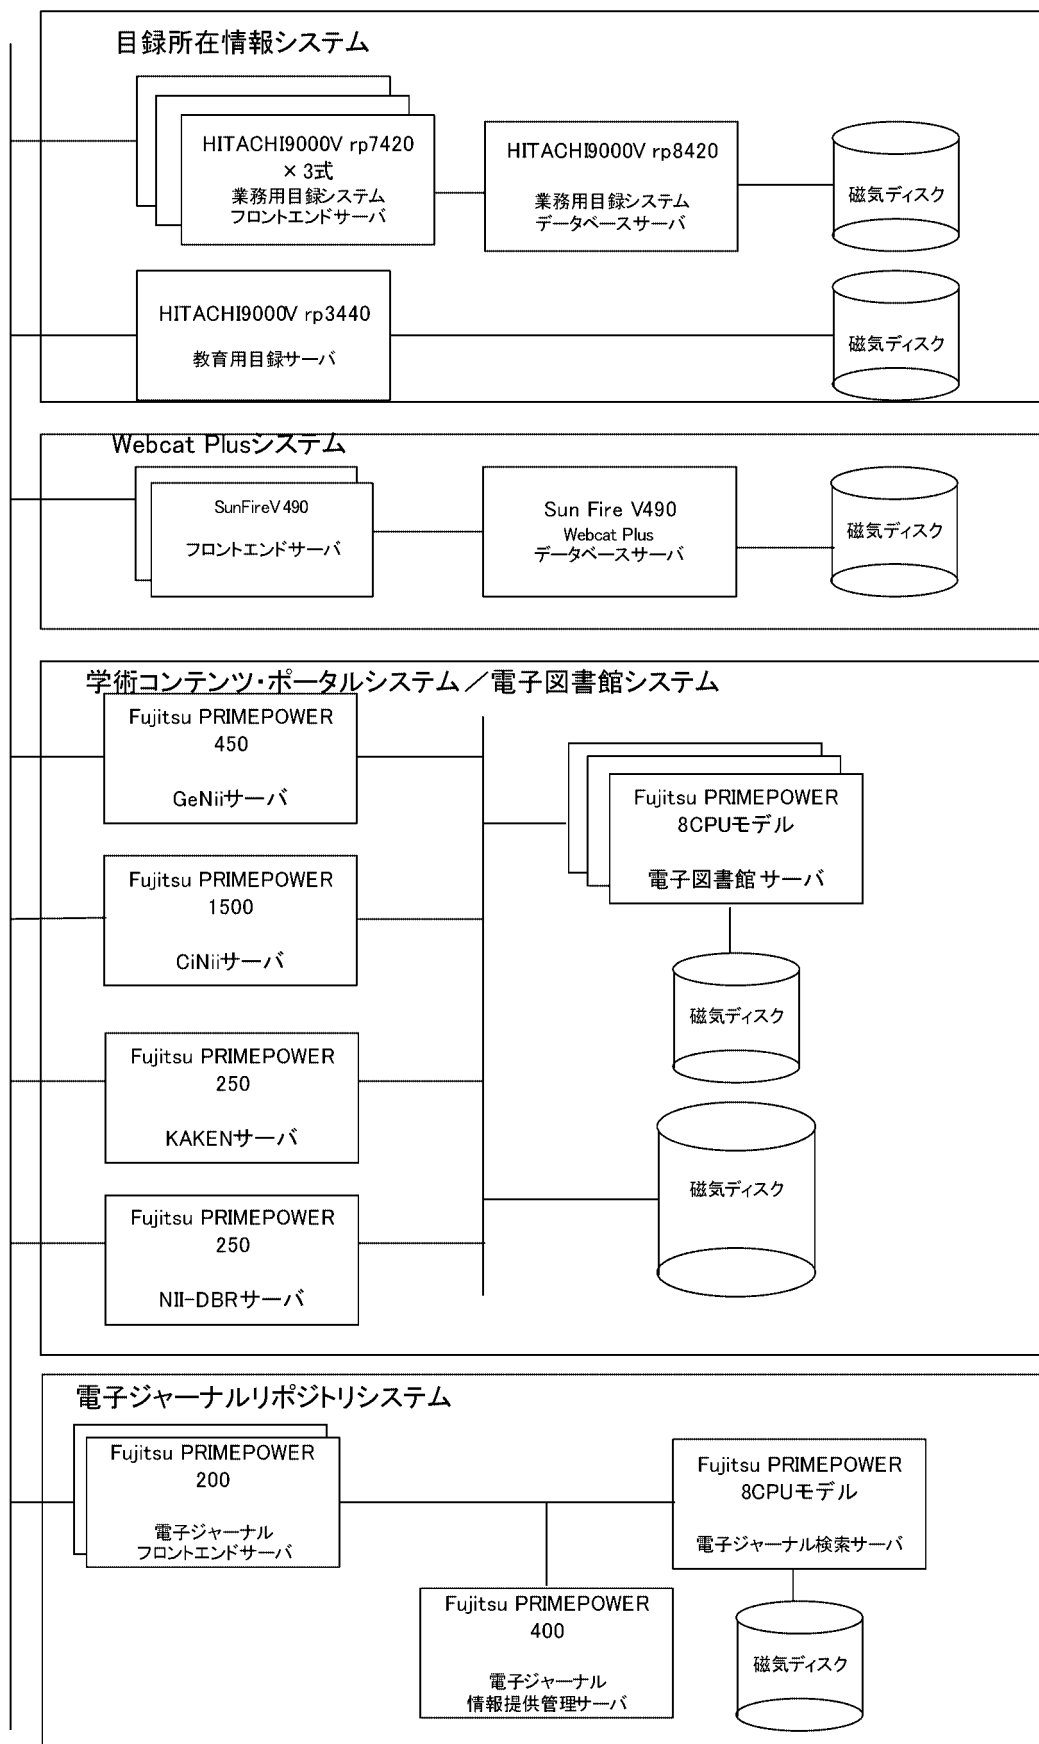 目録所在情報システム
HITACHI9000V rp7420
× 3式
業務用目録システム
フロントエンドサーバ
HITACHI9000V rp8420
業務用目録システム
データベースサーバ
磁気ディスク
HITACHI9000V rp3440
教育用目録サーバ
磁気ディスク
Webcat Plusシステム
SunFireV490
フロントエンドサーバ
Sun Fire V490
Webcat Plus
データベースサーバ
磁気ディスク
学術コンテンツ・ポータルシステム／電子図書館システム
Fujitsu PRIMEPOWER
450
GeNiiサーバ
Fujitsu PRIMEPOWER
8CPUモデル
電子図書館サーバ
Fujitsu PRIMEPOWER
1500
CiNiiサーバ
磁気ディスク
Fujitsu PRIMEPOWER
250
KAKENサーバ
磁気ディスク
Fujitsu PRIMEPOWER
250
NII-DBRサーバ
電子ジャーナルリポジトリシステム
Fujitsu PRIMEPOWER
200
電子ジャーナル
フロントエンドサーバ
Fujitsu PRIMEPOWER
8CPUモデル
電子ジャーナル検索サーバ
Fujitsu PRIMEPOWER
400
電子ジャーナル
情報提供管理サーバ
磁気ディスク